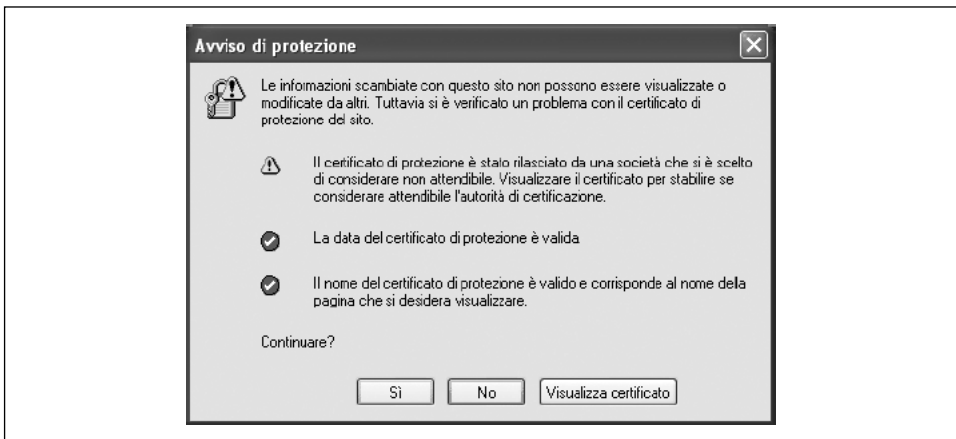 Avviso di protezione
Le informazioni scambiate con questo sito non possono essere visualizzate o
modificate da altri. Tuttavia si è verificato un problema con il certificato di
protezione del sito.
Il certificato di protezione è stato rilasciato da una società che si è scelto
di considerare non attendibile. Visualizzare il certificato per stabilire se
considerare attendibile l'autorità di certificazione.
La data del certificato di protezione è valida
Il nome del certificato di protezione è valido e corrisponde al nome della
pagina che si desidera visualizzare.
Continuare?
Sì
No
Visualizza certificato